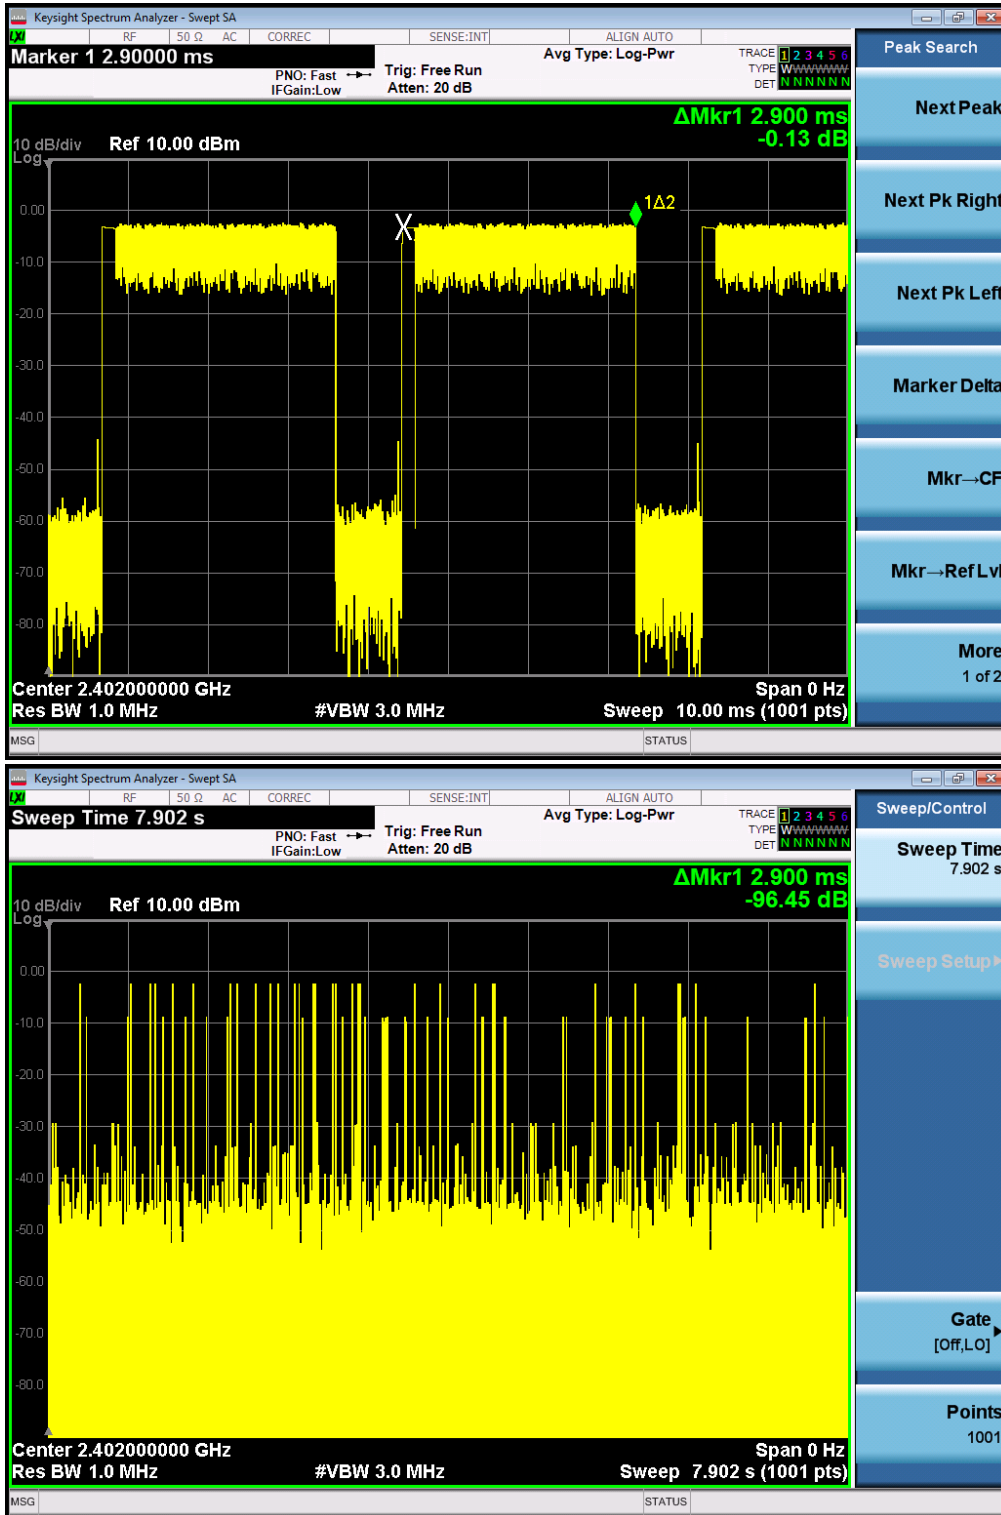 Keysight Spectrum Analyzer - Swept SA
LXI RF 50 Ω AC CORREC SENSE:INT ALIGN AUTO
Marker 1 2.90000 ms
PNO: Fast
IFGain:Low
Trig: Free Run
Atten: 20 dB
Avg Type: Log-Pwr
TRACE 1 2 3 4 5 6
TYPE WWWWWWW
DET N N N N N N
Peak Search
Next Peak
Next Pk Right
Next Pk Left
Marker Delta
Mkr→CF
Mkr→Ref Lvl
More
1 of 2
ΔMkr1 2.900 ms
-0.13 dB
10 dB/div Ref 10.00 dBm
Log
0.00
-10.0
-20.0
-30.0
-40.0
-50.0
-60.0
-70.0
-80.0
X
1Δ2
Center 2.402000000 GHz Span 0 Hz
Res BW 1.0 MHz #VBW 3.0 MHz Sweep 10.00 ms (1001 pts)
MSG STATUS
Keysight Spectrum Analyzer - Swept SA
LXI RF 50 Ω AC CORREC SENSE:INT ALIGN AUTO
Sweep Time 7.902 s
PNO: Fast
IFGain:Low
Trig: Free Run
Atten: 20 dB
Avg Type: Log-Pwr
TRACE 1 2 3 4 5 6
TYPE WWWWWWW
DET N N N N N N
Sweep/Control
Sweep Time
7.902 s
Sweep Setup
Gate
[Off,LO]
Points
1001
ΔMkr1 2.900 ms
-96.45 dB
10 dB/div Ref 10.00 dBm
Log
0.00
-10.0
-20.0
-30.0
-40.0
-50.0
-60.0
-70.0
-80.0
Center 2.402000000 GHz Span 0 Hz
Res BW 1.0 MHz #VBW 3.0 MHz Sweep 7.902 s (1001 pts)
MSG STATUS